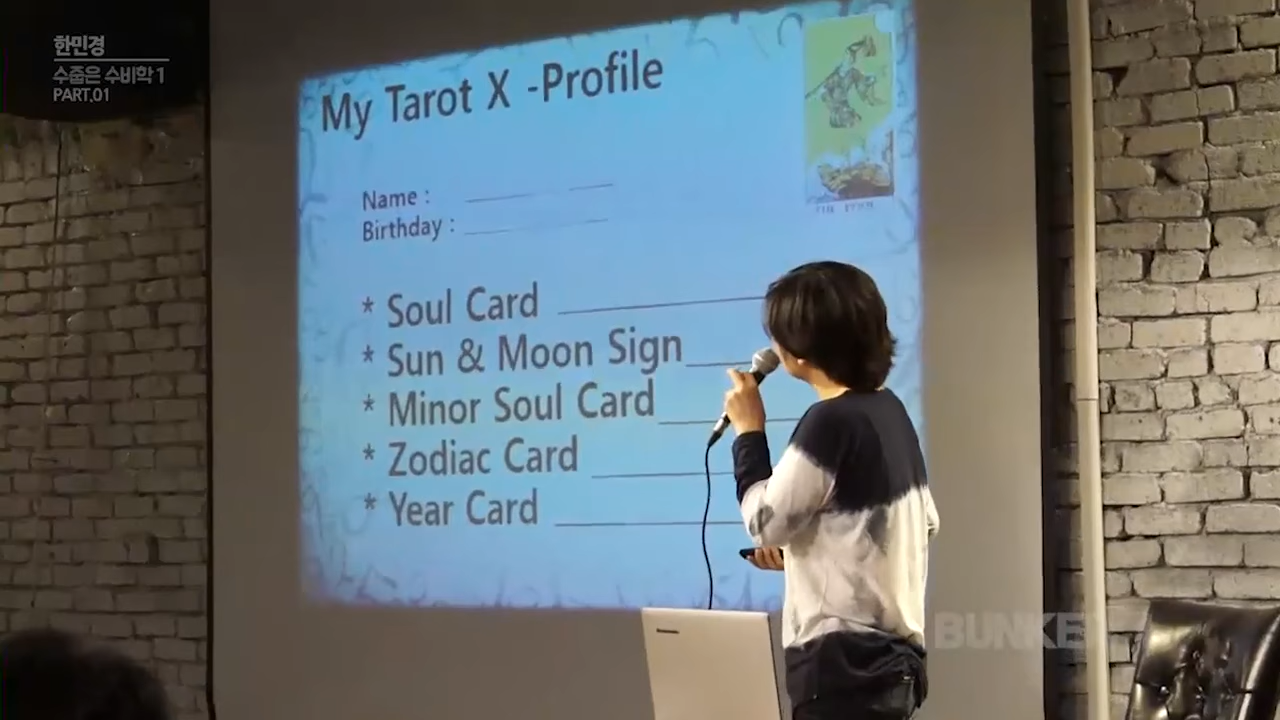 한민경
수줍은 수비학 1
PART.01
My Tarot X -Profile
Name :
Birthday :
* Soul Card
* Sun & Moon Sign
* Minor Soul Card
* Zodiac Card
* Year Card
lenovo